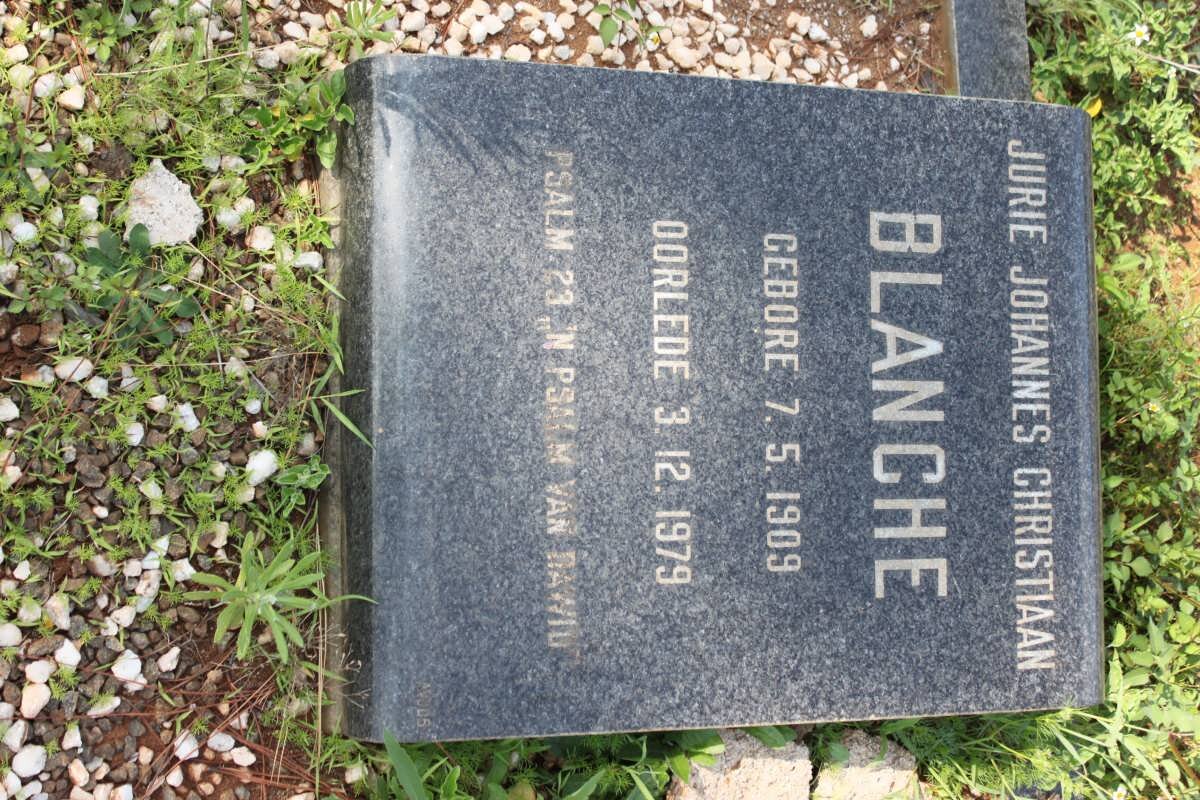 JURIE JOHANNES CHRISTIAAN
BLANCHE
GEBORE 7. 5. 1909
OORLEDE 3. 12. 1979
PSALM 23 "'N PSALM VAN DAWID"